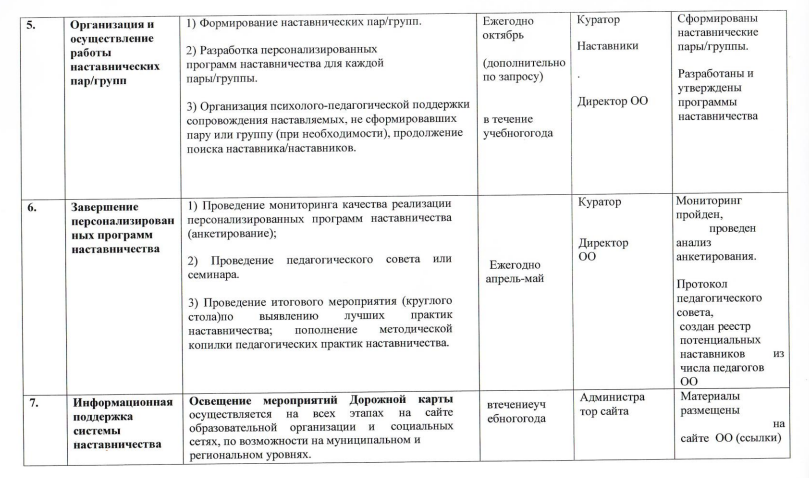 5.
Организация и
осуществление
работы
наставнических
пар/групп
1) Формирование наставнических пар/групп.
2) Разработка персонализированных
программ наставничества для каждой
пары/группы.
3) Организация психолого-педагогической поддержки
сопровождения наставляемых, не сформировавших
пару или группу (при необходимости), продолжение
поиска наставника/наставников.
Ежегодно
октябрь
(дополнительно
по запросу)
в течение
учебногогода
Куратор
Наставники
.
Директор ОО
Сформированы
наставнические
пары/группы.
Разработаны и
утверждены
программы
наставничества
6.
Завершение
персонализирован
ных программ
наставничества
1) Проведение мониторинга качества реализации
персонализированных программ наставничества
(анкетирование);
2) Проведение педагогического совета или
семинара.
3) Проведение итогового мероприятия (круглого
стола)по выявлению лучших практик
наставничества; пополнение методической
копилки педагогических практик наставничества.
Ежегодно
апрель-май
Куратор
Директор
ОО
Мониторинг
пройден,
проведен
анализ
анкетирования.
Протокол
педагогического
совета,
создан реестр
потенциальных
наставников из
числа педагогов
ОО
7.
Информационная
поддержка
системы
наставничества
Освещение мероприятий Дорожной карты
осуществляется на всех этапах на сайте
образовательной организации и социальных
сетях, по возможности на муниципальном и
региональном уровнях.
втечениеуч
ебногогода
Администра
тор сайта
Материалы
размещены
на
сайте ОО (ссылки)